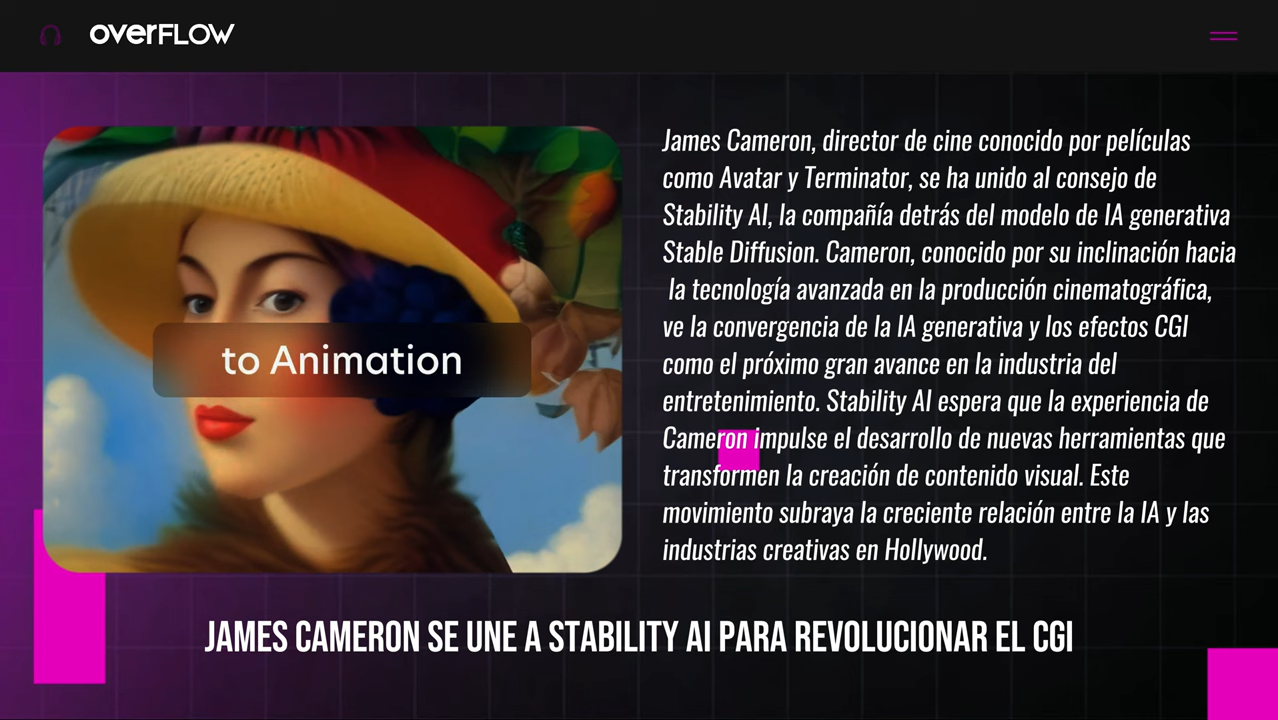 overFLOW
to Animation
James Cameron, director de cine conocido por películas
como Avatar y Terminator, se ha unido al consejo de
Stability AI, la compañía detrás del modelo de IA generativa
Stable Diffusion. Cameron, conocido por su inclinación hacia
la tecnología avanzada en la producción cinematográfica,
ve la convergencia de la IA generativa y los efectos CGI
como el próximo gran avance en la industria del
entretenimiento. Stability AI espera que la experiencia de
Cameron impulse el desarrollo de nuevas herramientas que
transformen la creación de contenido visual. Este
movimiento subraya la creciente relación entre la IA y las
industrias creativas en Hollywood.
JAMES CAMERON SE UNE A STABILITY AI PARA REVOLUCIONAR EL CGI